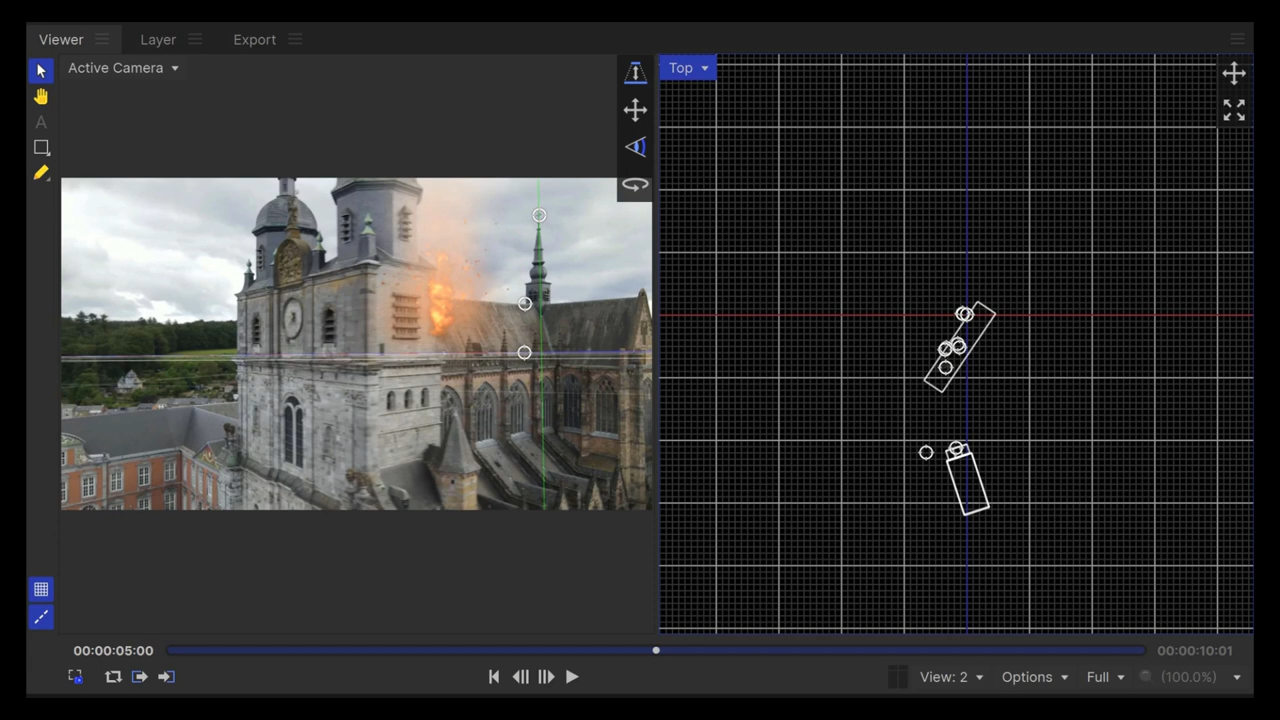 Viewer
Layer
Export
Active Camera
Top
A
00:00:05:00
00:00:10:01
View: 2
Options
Full
(100.0%)